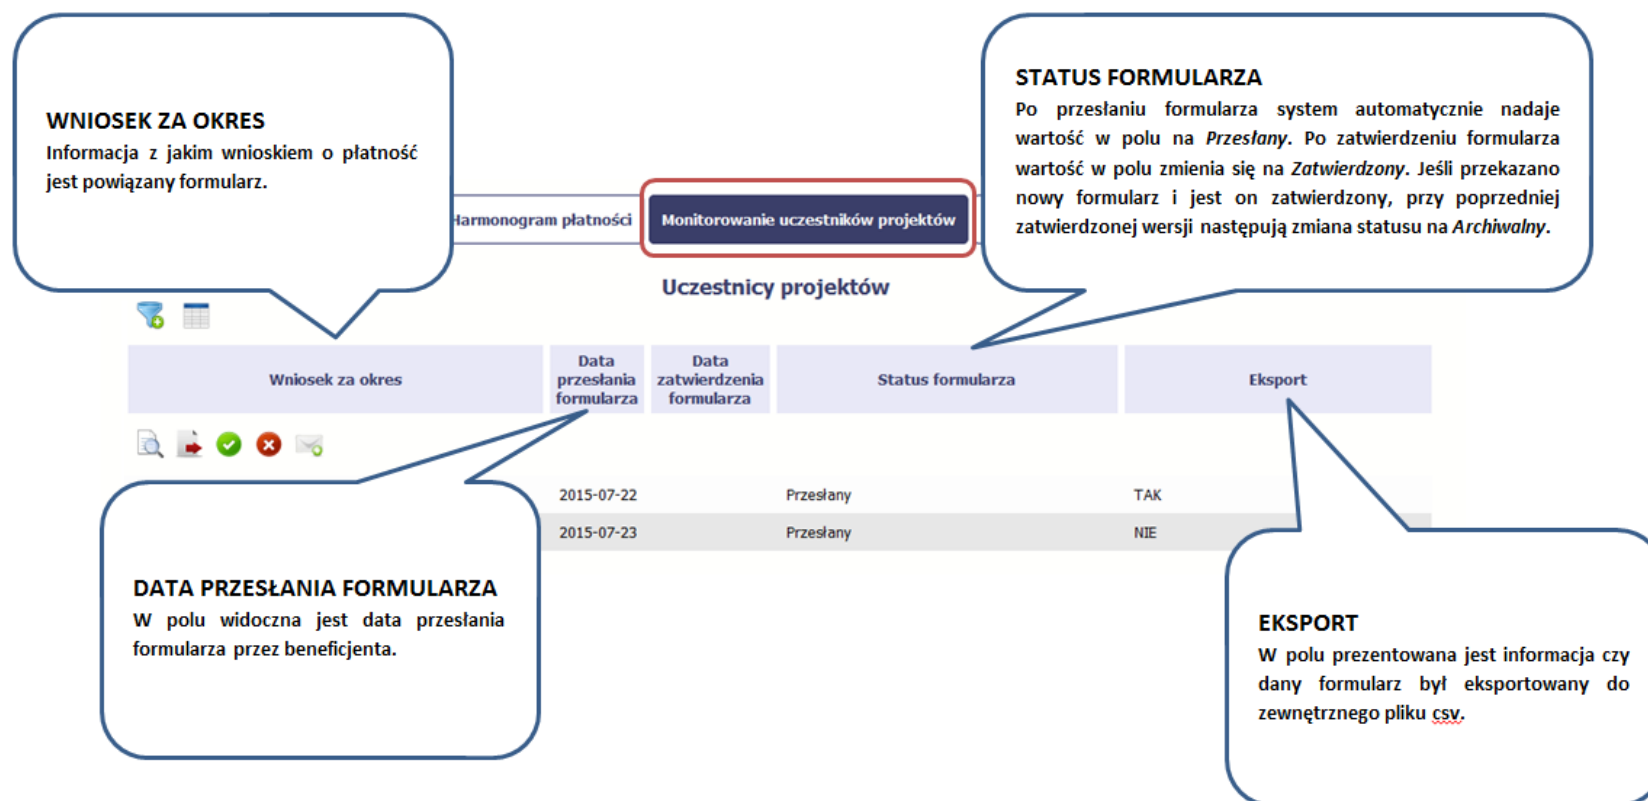 WNIOSEK ZA OKRES
Informacja z jakim wnioskiem o płatność
jest powiązany formularz.
STATUS FORMULARZA
Po przesłaniu formularza system automatycznie nadaje
wartość w polu na Przesłany. Po zatwierdzeniu formularza
wartość w polu zmienia się na Zatwierdzony. Jeśli przekazano
nowy formularz i jest on zatwierdzony, przy poprzedniej
zatwierdzonej wersji następują zmiana statusu na Archiwalny.
Harmonogram płatności
Monitorowanie uczestników projektów
Uczestnicy projektów
Wniosek za okres
Data
przesłania
formularza
Data
zatwierdzenia
formularza
Status formularza
Eksport
2015-07-22 Przesłany TAK
2015-07-23 Przesłany NIE
DATA PRZESŁANIA FORMULARZA
W polu widoczna jest data przesłania
formularza przez beneficjenta.
EKSPORT
W polu prezentowana jest informacja czy
dany formularz był eksportowany do
zewnętrznego pliku csv.